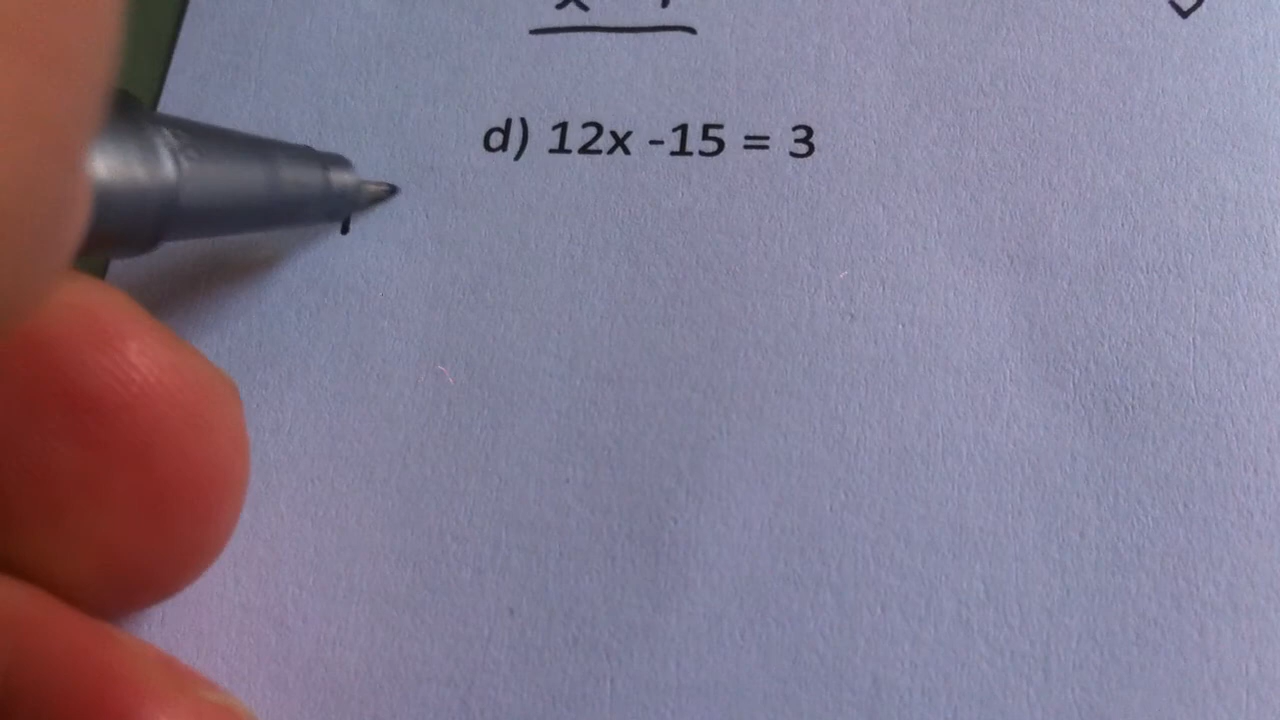 d) 12x -15 = 3